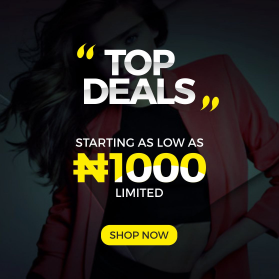 “ TOP
DEALS ”
STARTING AS LOW AS
₦1000
LIMITED
SHOP NOW